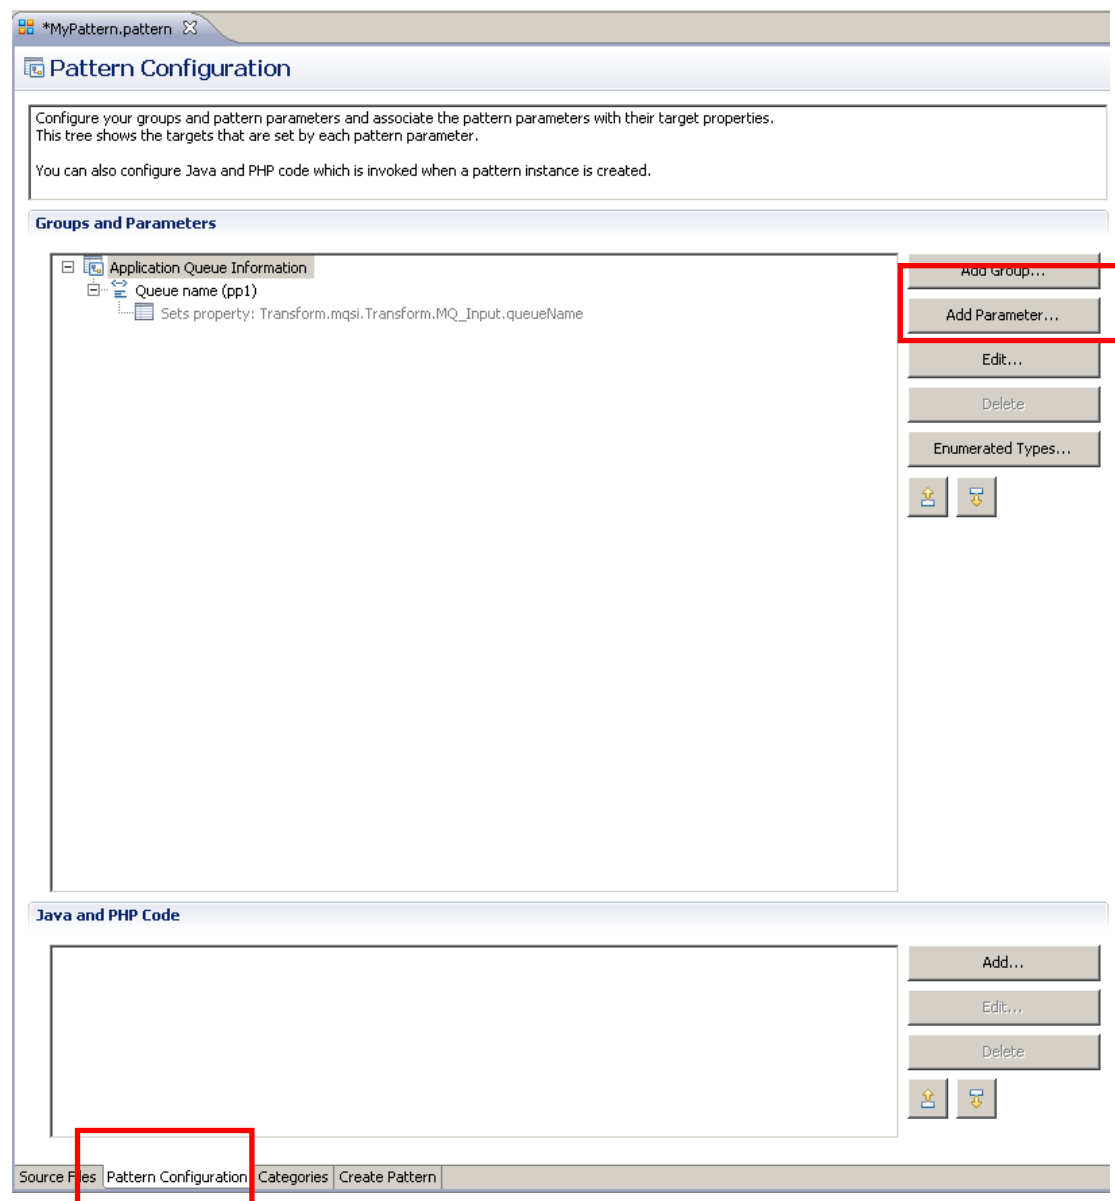 *MyPattern.pattern
Pattern Configuration
Configure your groups and pattern parameters and associate the pattern parameters with their target properties.
This tree shows the targets that are set by each pattern parameter.
You can also configure Java and PHP code which is invoked when a pattern instance is created.
Groups and Parameters
Application Queue Information
Queue name (pp1)
Sets property: Transform.mqsi.Transform.MQ_Input.queueName
Add Group...
Add Parameter...
Edit...
Delete
Enumerated Types...
Java and PHP Code
Add...
Edit...
Delete
Source Files Pattern Configuration Categories Create Pattern